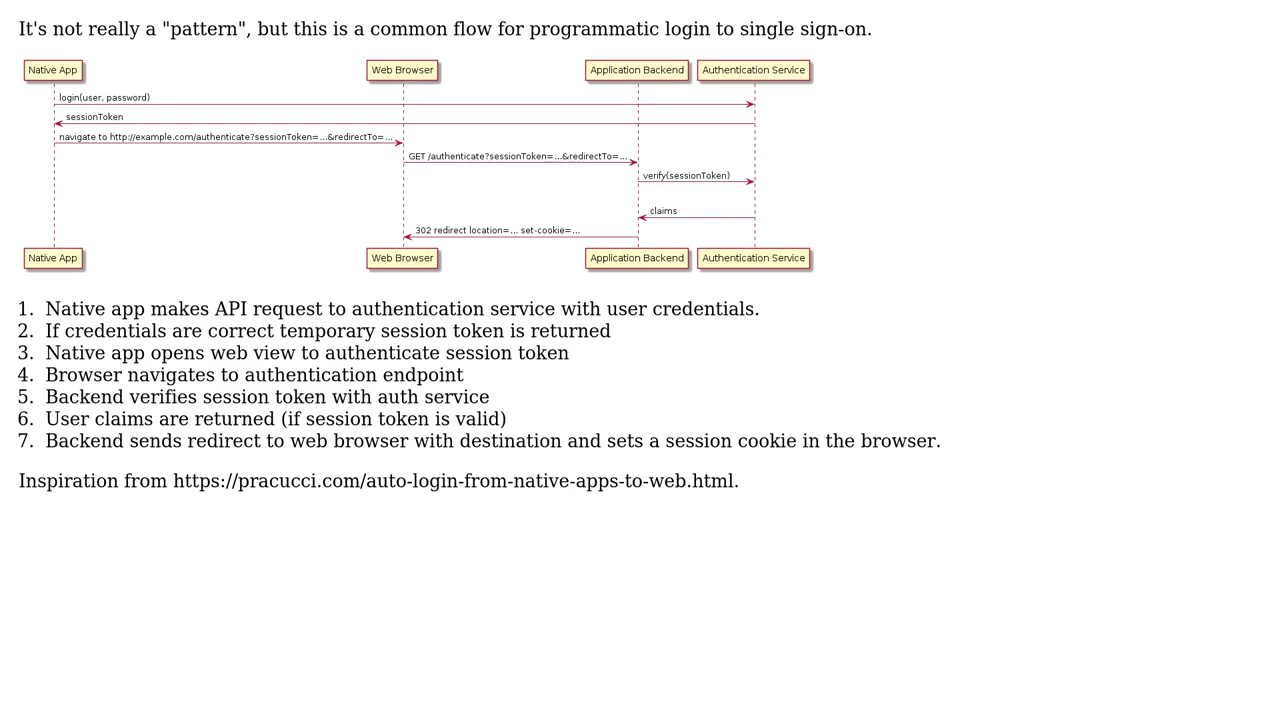 It's not really a "pattern", but this is a common flow for programmatic login to single sign-on.
Native App
Web Browser
Application Backend
Authentication Service
login(user, password)
sessionToken
navigate to http://example.com/authenticate?sessionToken=...&redirectTo=...
GET /authenticate?sessionToken=...&redirectTo=...
verify(sessionToken)
claims
302 redirect location=... set-cookie=...
Native App
Web Browser
Application Backend
Authentication Service
1. Native app makes API request to authentication service with user credentials.
2. If credentials are correct temporary session token is returned
3. Native app opens web view to authenticate session token
4. Browser navigates to authentication endpoint
5. Backend verifies session token with auth service
6. User claims are returned (if session token is valid)
7. Backend sends redirect to web browser with destination and sets a session cookie in the browser.
Inspiration from https://pracucci.com/auto-login-from-native-apps-to-web.html.